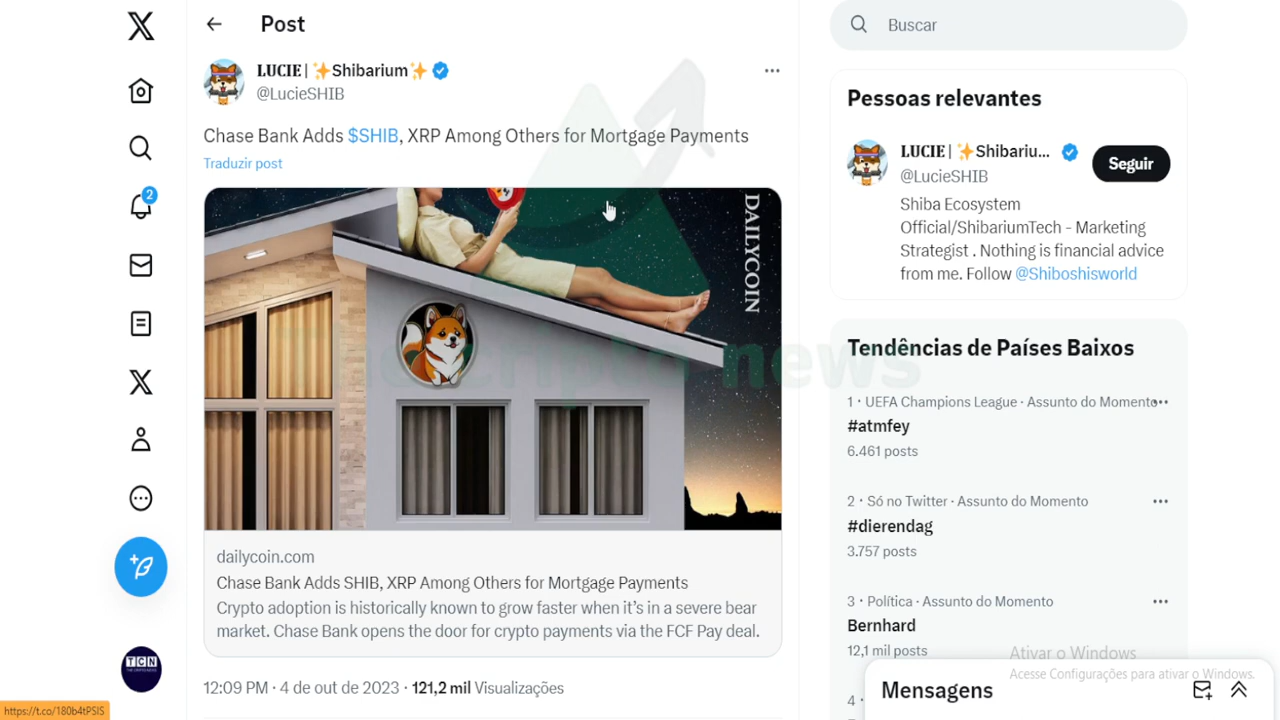 Post
Buscar
LUCIE | ✨Shibarium✨
@LucieSHIB
Chase Bank Adds $SHIB, XRP Among Others for Mortgage Payments
Traduzir post
DAILYCOIN
dailycoin.com
Chase Bank Adds SHIB, XRP Among Others for Mortgage Payments
Crypto adoption is historically known to grow faster when it's in a severe bear
market. Chase Bank opens the door for crypto payments via the FCF Pay deal.
12:09 PM · 4 de out de 2023 · 121,2 mil Visualizações
2
TCN
https://t.co/180b4tPSIS
Pessoas relevantes
LUCIE | ✨Shibariu...
@LucieSHIB
Seguir
Shiba Ecosystem
Official/ShibariumTech - Marketing
Strategist . Nothing is financial advice
from me. Follow @Shiboshisworld
Tendências de Países Baixos
1 · UEFA Champions League · Assunto do Momento
#atmfey
6.461 posts
2 · Só no Twitter · Assunto do Momento
#dierendag
3.757 posts
3 · Política · Assunto do Momento
Bernhard
12,1 mil posts
4 ·
Ativar o Windows
Acesse Configurações para ativar o Windows.
Mensagens
news